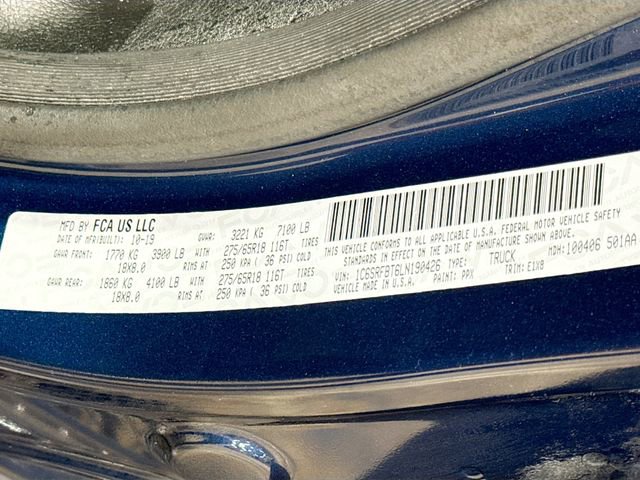 MFD BY FCA US LLC
DATE OF MFR(BUILT): 10-19
GVWR: 3221 KG 7100 LB
GAWR FRONT: 1770 KG 3900 LB WITH 275/65R18 116T TIRES
18X8.0 RIMS AT 250 KPA ( 36 PSI) COLD
GAWR REAR: 1860 KG 4100 LB WITH 275/65R18 116T TIRES
18X8.0 RIMS AT 250 KPA ( 36 PSI) COLD
THIS VEHICLE CONFORMS TO ALL APPLICABLE U.S.A. FEDERAL MOTOR VEHICLE SAFETY
STANDARDS IN EFFECT ON THE DATE OF MANUFACTURE SHOWN ABOVE.
VIN: 1C6SRFBT6LN190426 TYPE: TRUCK MDH: 100406 501AA
VEHICLE MADE IN U.S.A. PAINT: PPX TRIM: E1X8